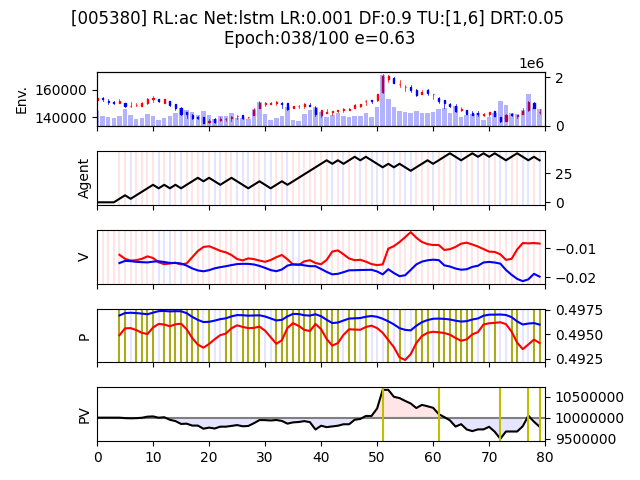 [005380] RL:ac Net:lstm LR:0.001 DF:0.9 TU:[1,6] DRT:0.05
Epoch:038/100 e=0.63
1e6
Env.
160000
140000
2
0
Agent
25
0
V
−0.01
−0.02
P
0.4975
0.4950
0.4925
PV
10500000
10000000
9500000
0 10 20 30 40 50 60 70 80